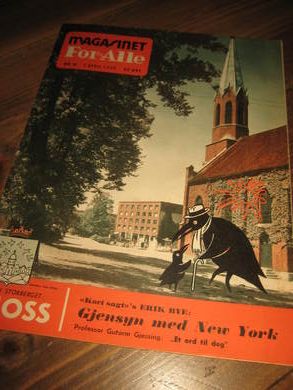 MAGASINET
For Alle
STORBERGET
OSS
«Kort sagt»'s ERIK BYE:
Gjensyn med New York
Professor Gutorm Gjessing: „Et ord til deg"